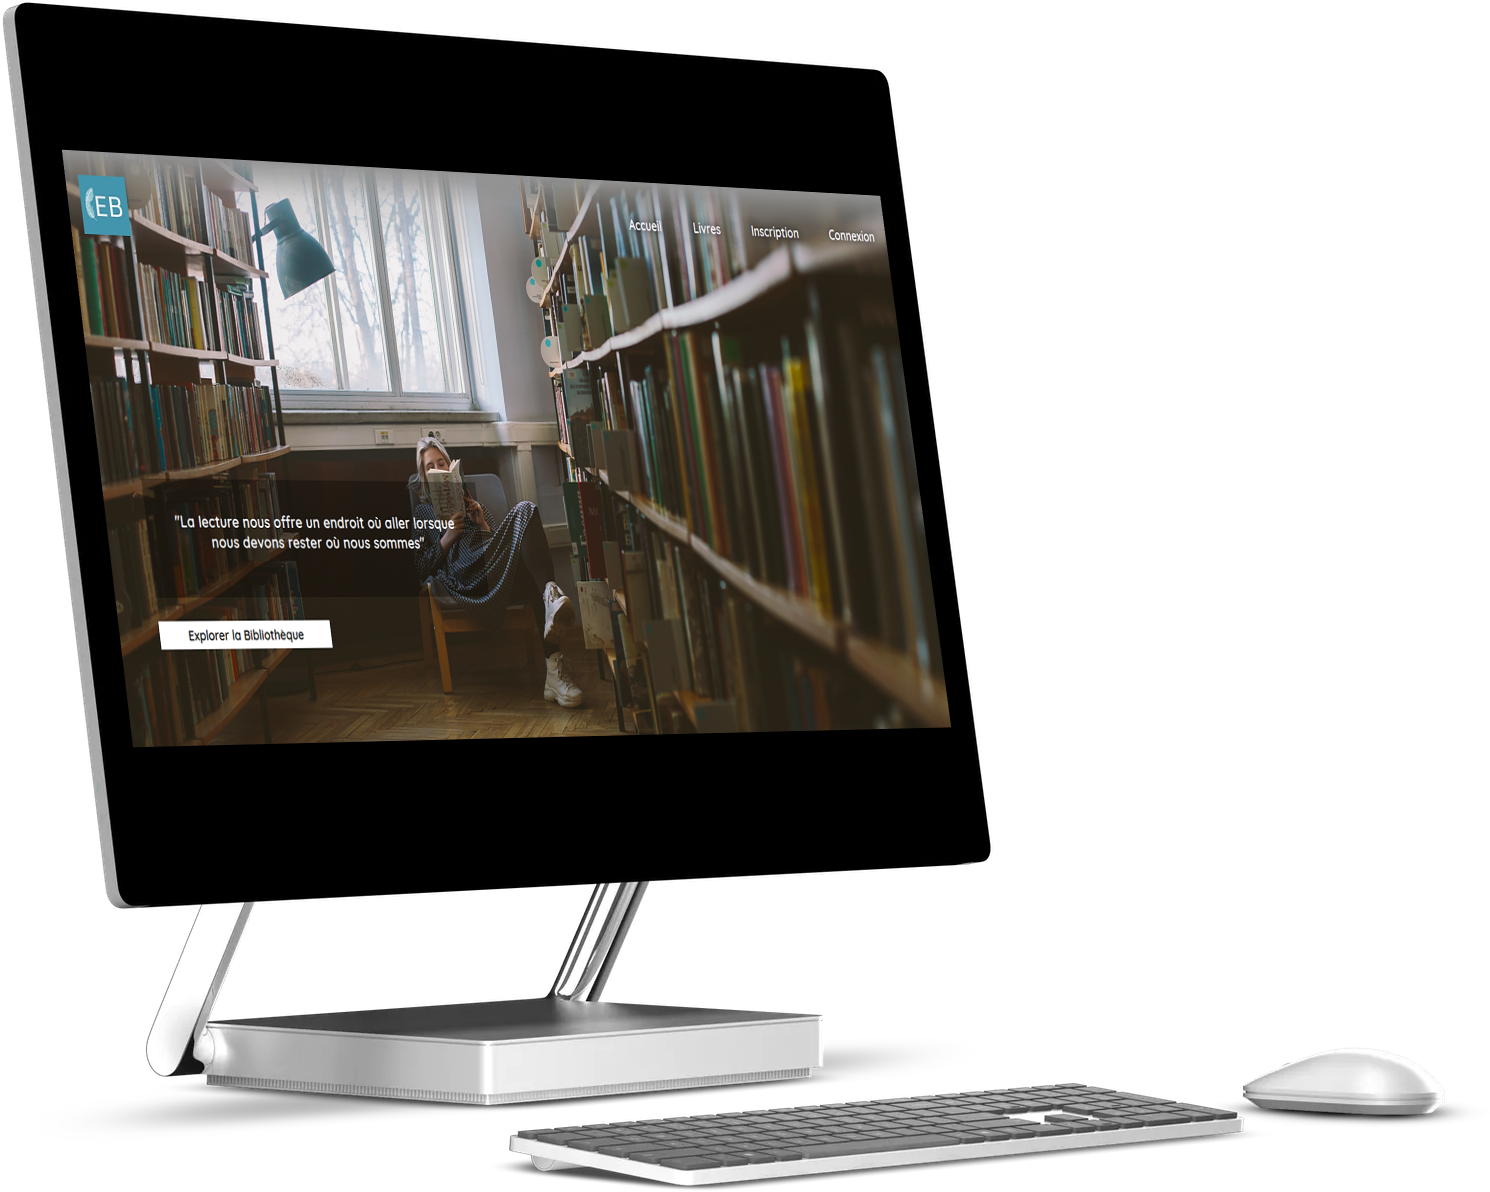 EB
Accueil Livres Inscription Connexion
"La lecture nous offre un endroit où aller lorsque
nous devons rester où nous sommes"
Explorer la Bibliothèque